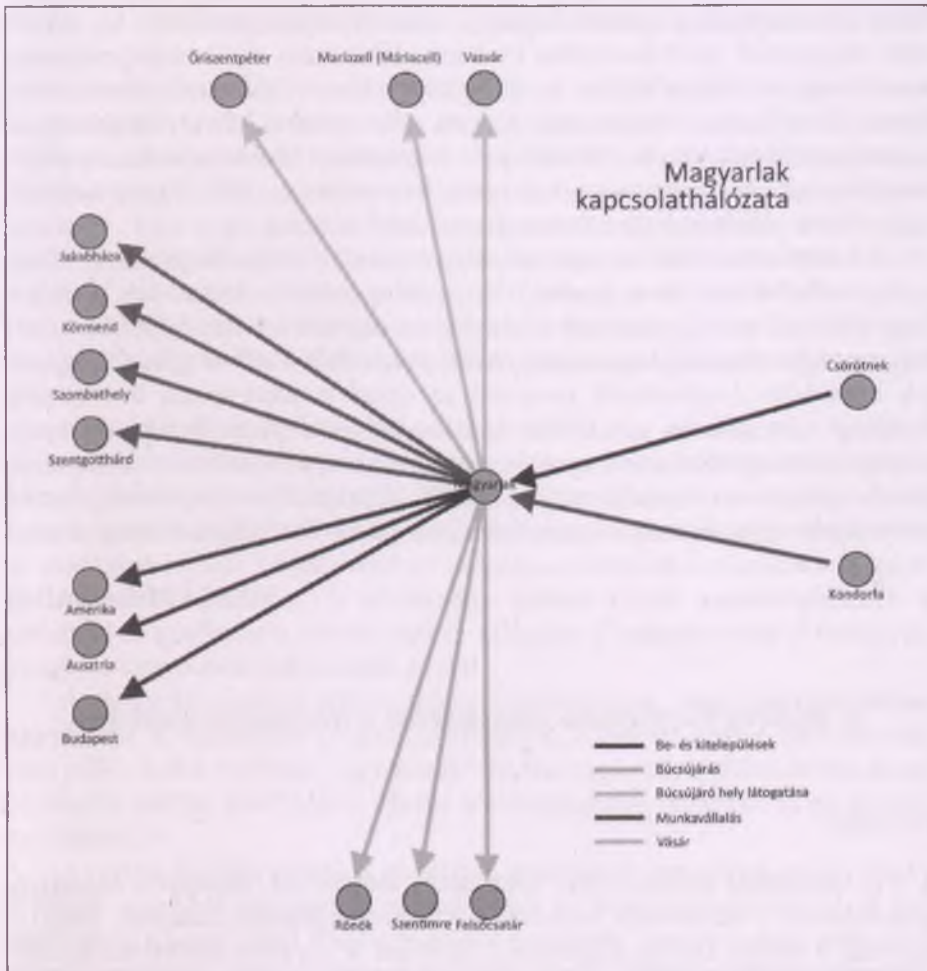 Őriszentpéter
Mariazell (Máriacell)
Vasvár
Magyarlak
kapcsolathálózata
Jakabháza
Körmend
Szombathely
Szentgotthárd
Csörötnek
Magyarlak
Kondorfa
Amerika
Ausztria
Budapest
Be- és kitelepülések
Búcsújárás
Búcsújáró hely látogatána
Munkavállalás
Vásár
Rönök
Szentimre
Felsőcsatár